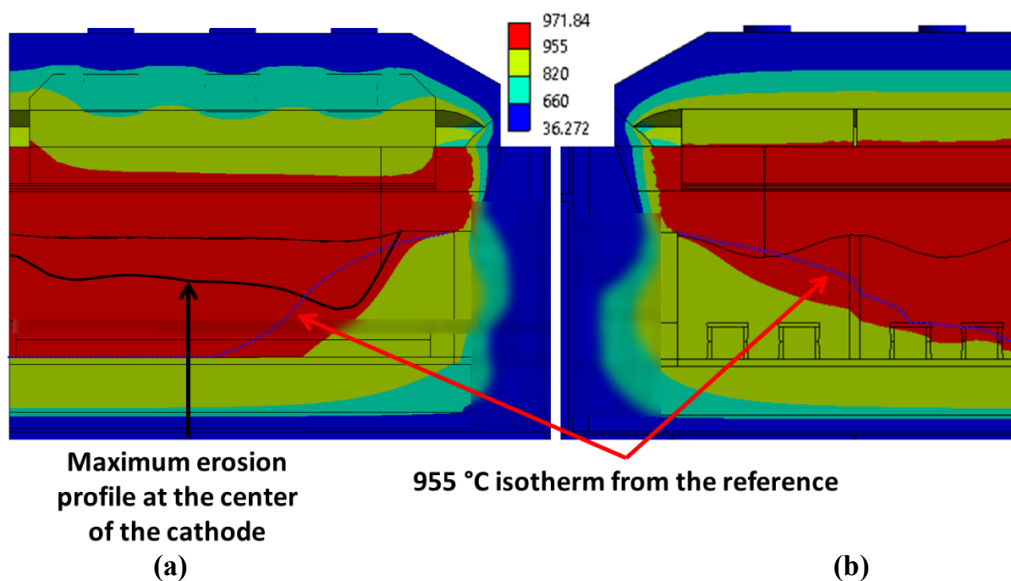 971.84
955
820
660
36.272
Maximum erosion
profile at the center
of the cathode
955 °C isotherm from the reference
(a)
(b)